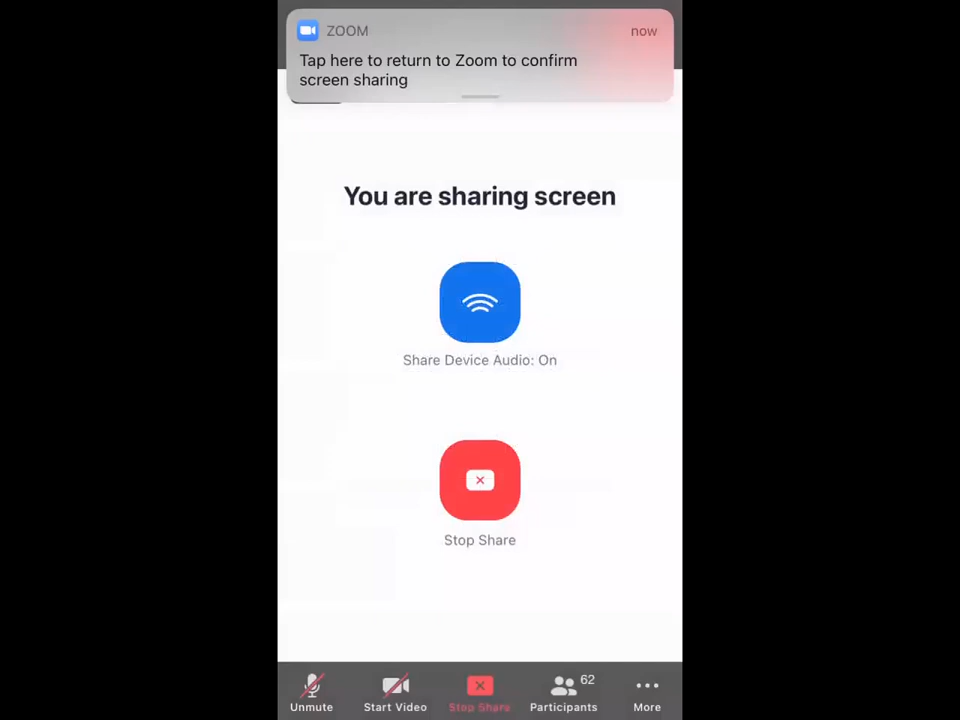 ZOOM
now
Tap here to return to Zoom to confirm
screen sharing
You are sharing screen
Share Device Audio: On
Stop Share
62
Unmute
Start Video
Stop Share
Participants
More